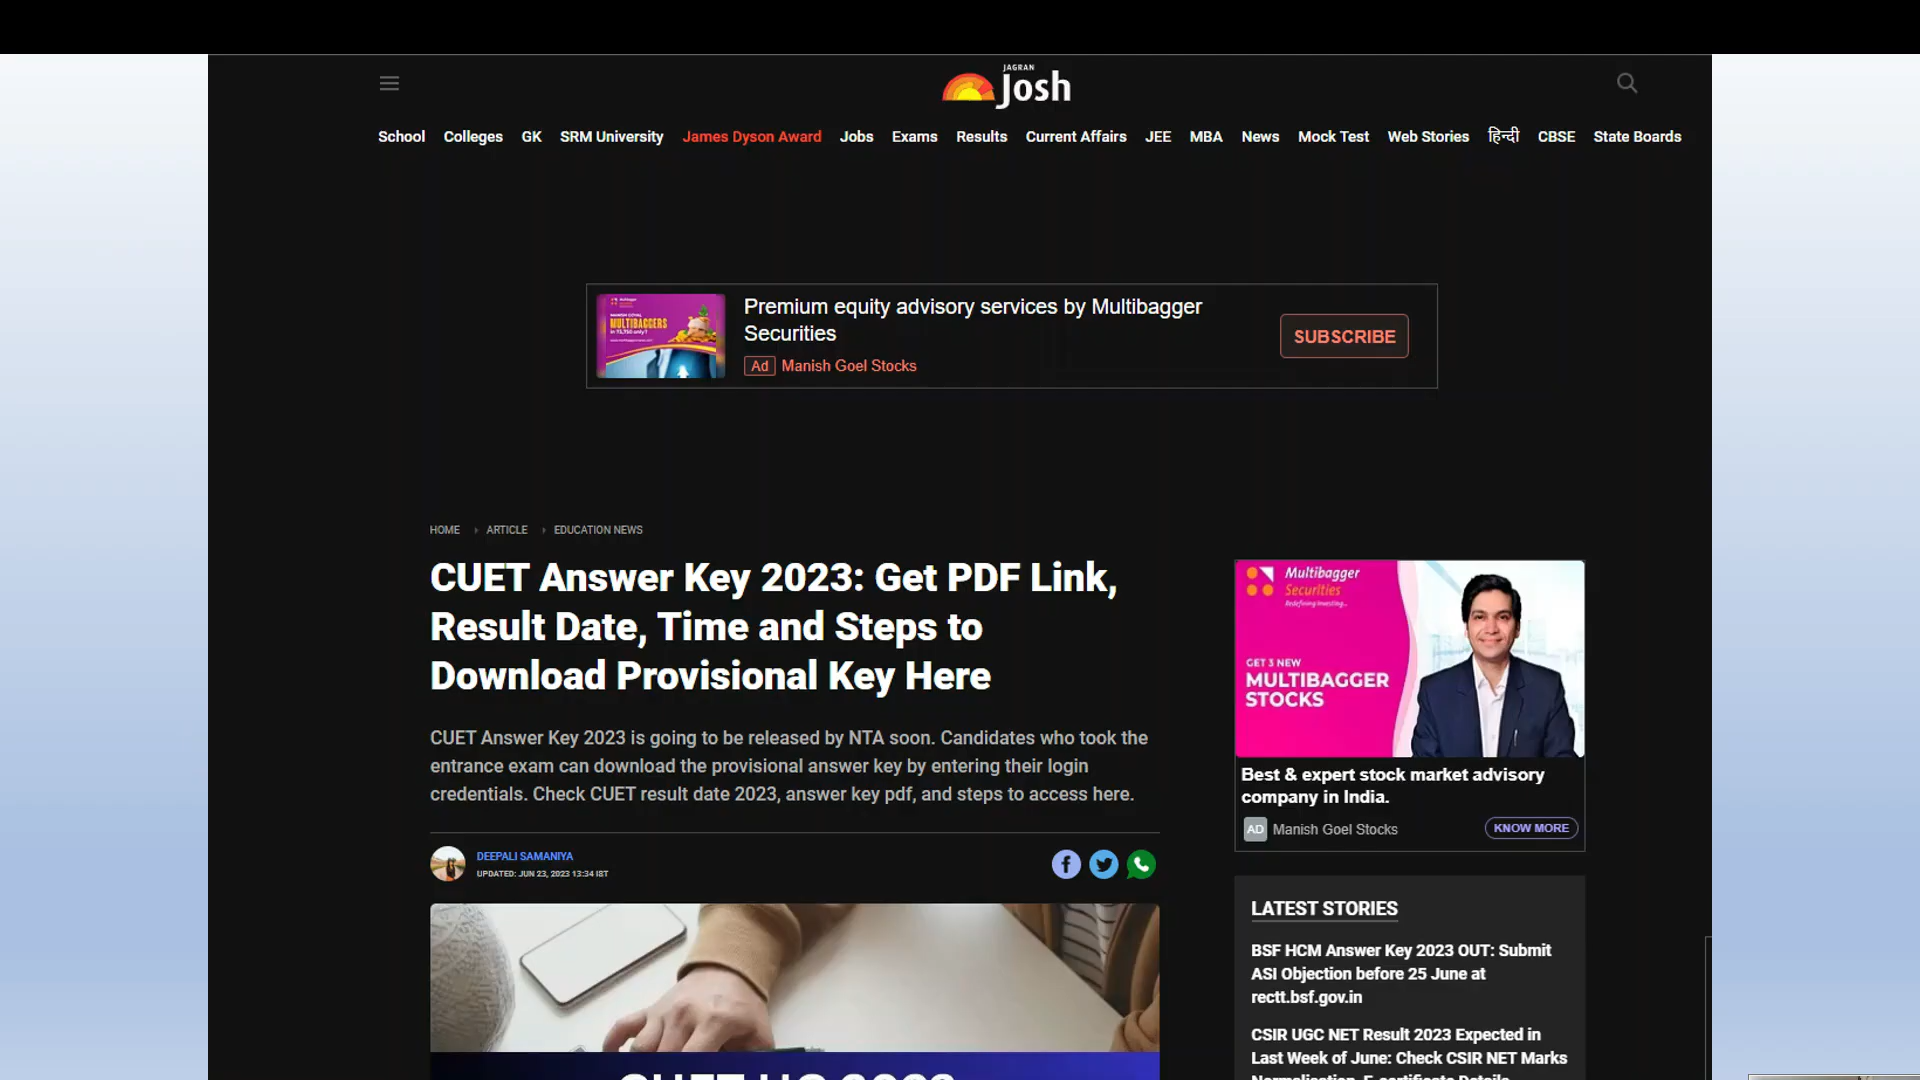 JAGRAN
Josh
School Colleges GK SRM University James Dyson Award Jobs Exams Results Current Affairs JEE MBA News Mock Test Web Stories हिन्दी CBSE State Boards
MULTIBAGGERS
Premium equity advisory services by Multibagger
Securities
Ad Manish Goel Stocks
SUBSCRIBE
HOME ARTICLE EDUCATION NEWS
CUET Answer Key 2023: Get PDF Link,
Result Date, Time and Steps to
Download Provisional Key Here
CUET Answer Key 2023 is going to be released by NTA soon. Candidates who took the
entrance exam can download the provisional answer key by entering their login
credentials. Check CUET result date 2023, answer key pdf, and steps to access here.
DEEPALI SAMANIYA
UPDATED: JUN 23, 2023 13:34 IST
Multibagger
Securities
Redefining Investing...
GET 3 NEW
MULTIBAGGER
STOCKS
Best & expert stock market advisory
company in India.
AD Manish Goel Stocks
KNOW MORE
LATEST STORIES
BSF HCM Answer Key 2023 OUT: Submit
ASI Objection before 25 June at
rectt.bsf.gov.in
CSIR UGC NET Result 2023 Expected in
Last Week of June: Check CSIR NET Marks